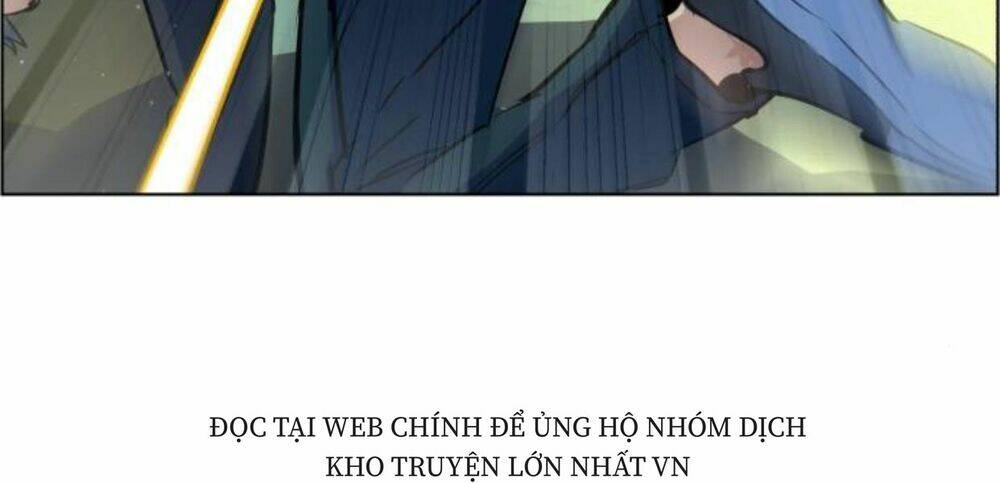 ĐỌC TẠI WEB CHÍNH ĐỂ ỦNG HỘ NHÓM DỊCH
KHO TRUYỆN LỚN NHẤT VN